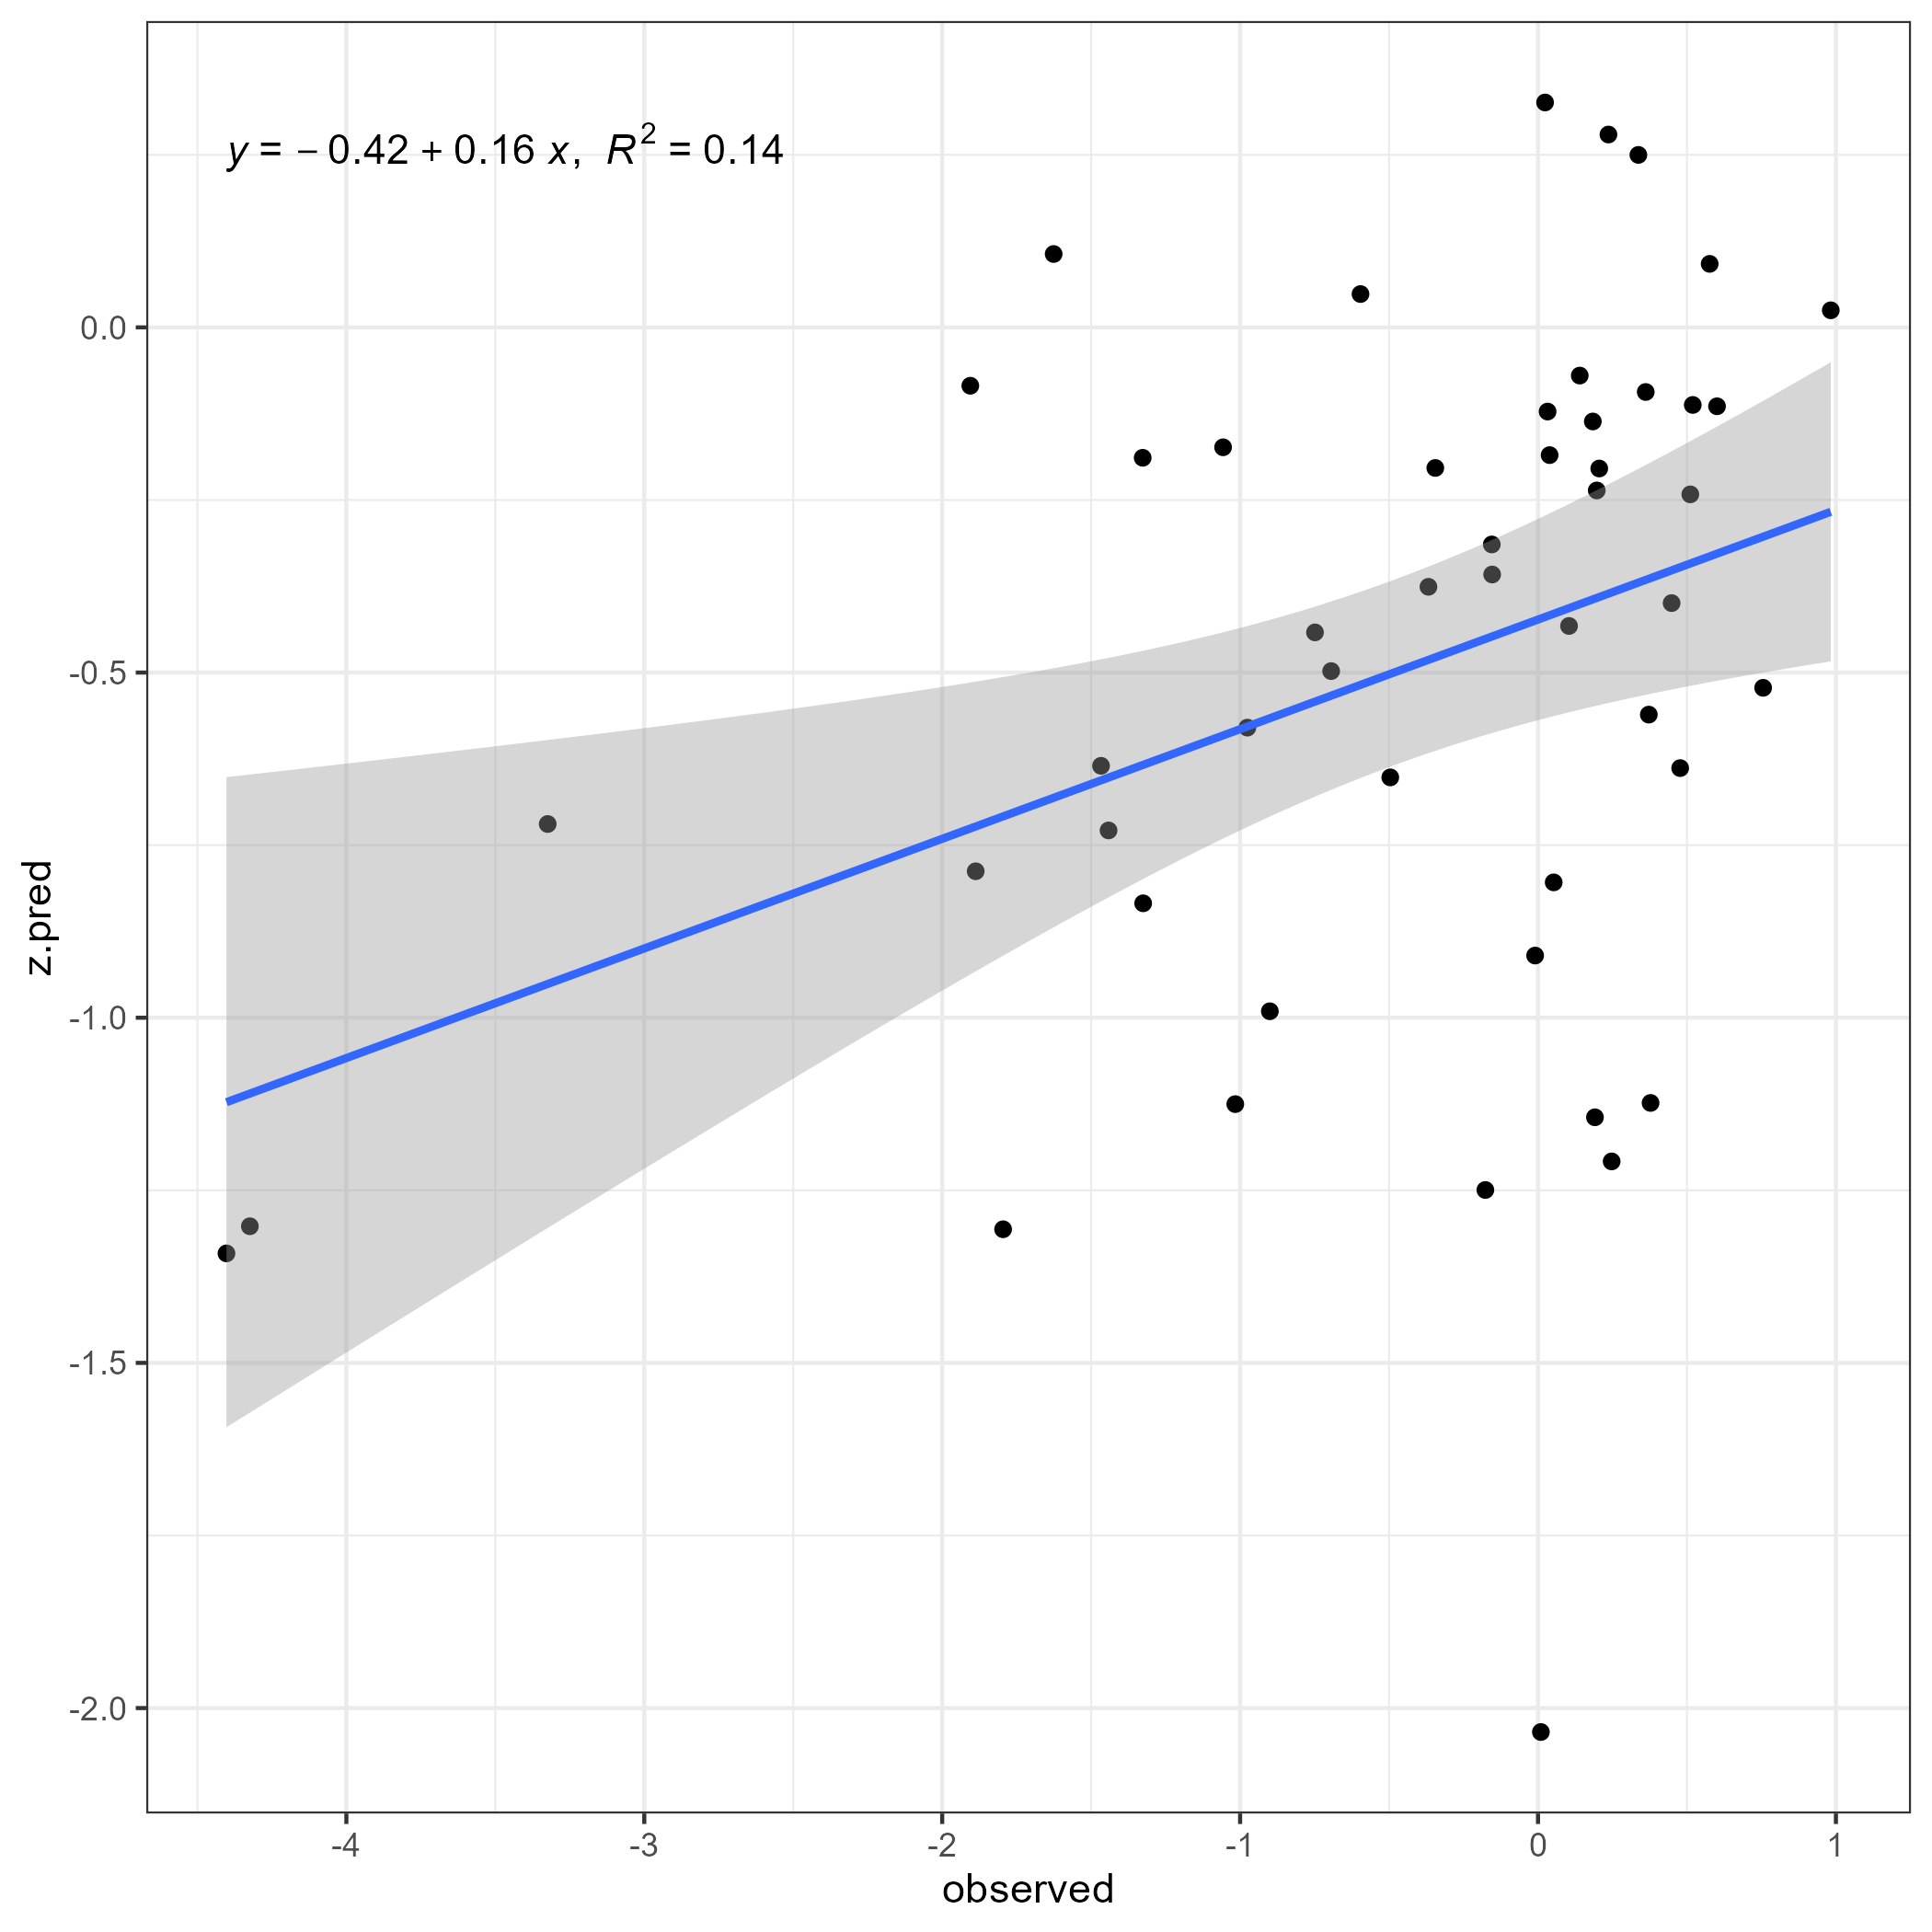 y = − 0.42 + 0.16 x, R² = 0.14
0.0
-0.5
-1.0
-1.5
-2.0
z.pred
-4 -3 -2 -1 0 1
observed